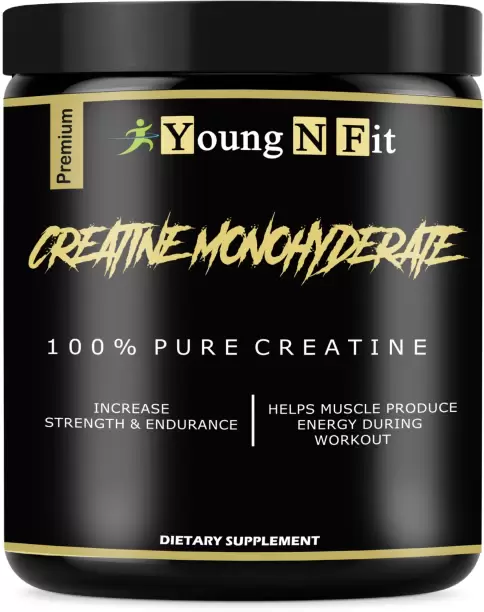 Premium
Young N Fit
CREATINE MONOHYDERATE
100% PURE CREATINE
INCREASE
STRENGTH & ENDURANCE
HELPS MUSCLE PRODUCE
ENERGY DURING
WORKOUT
DIETARY SUPPLEMENT